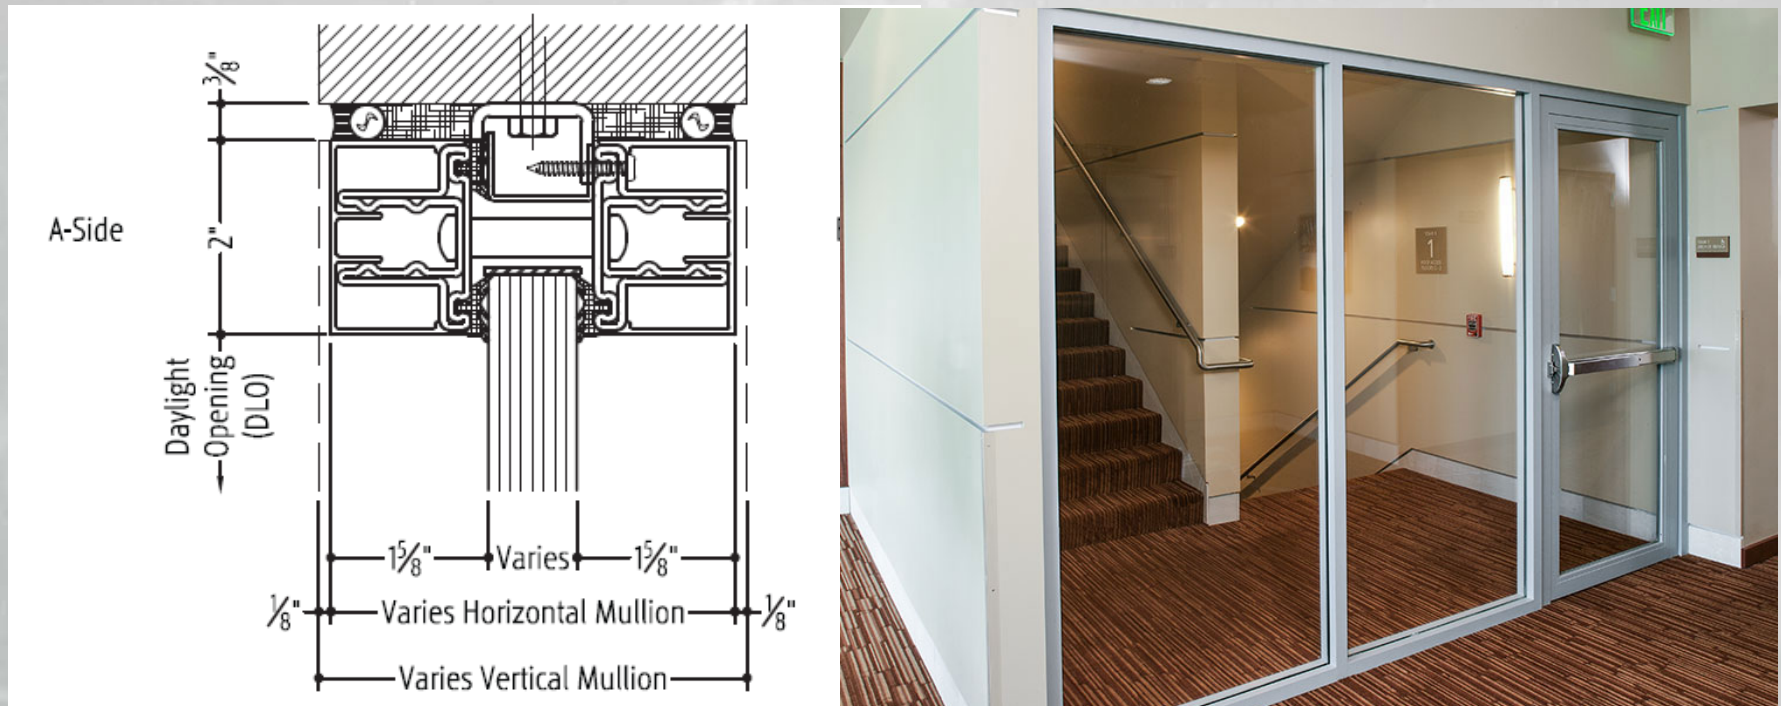 3/8"
A-Side
2"
Daylight
Opening
(DLO)
1 5/8"
Varies
1 5/8"
1/8"
Varies Horizontal Mullion
1/8"
Varies Vertical Mullion
EXIT
1